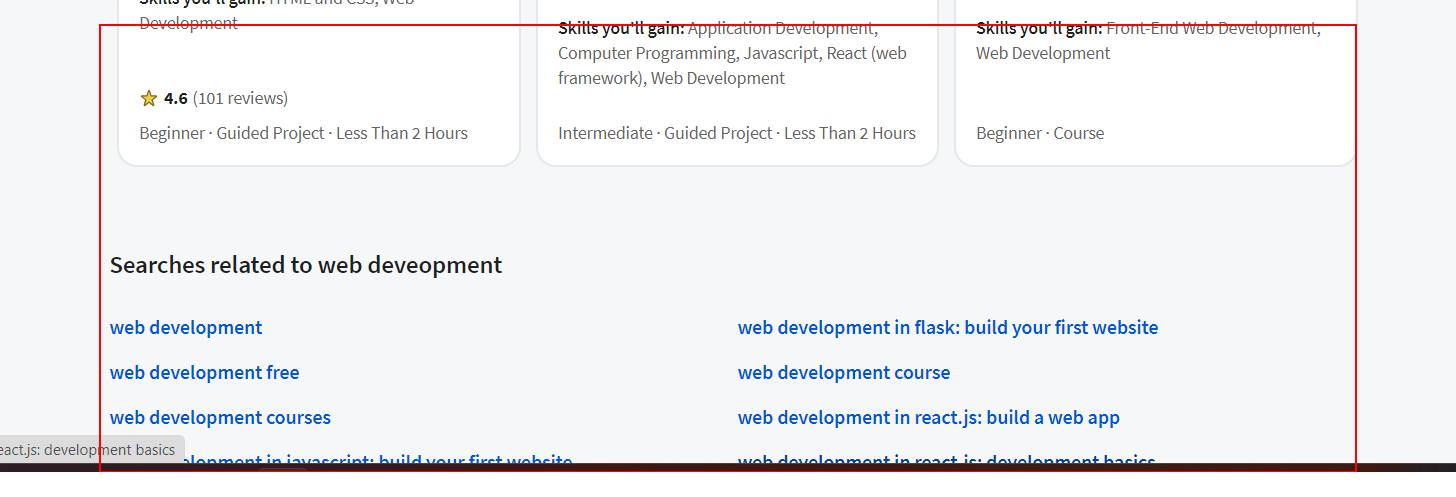 Skills you'll gain: HTML and CSS, Web
Development
4.6 (101 reviews)
Beginner · Guided Project · Less Than 2 Hours
Skills you'll gain: Application Development,
Computer Programming, Javascript, React (web
framework), Web Development
Intermediate · Guided Project · Less Than 2 Hours
Skills you'll gain: Front-End Web Development,
Web Development
Beginner · Course
Searches related to web deveopment
web development
web development free
web development courses
development in javascript: build your first website
web development in flask: build your first website
web development course
web development in react.js: build a web app
web development in react.js: development basics
eact.js: development basics